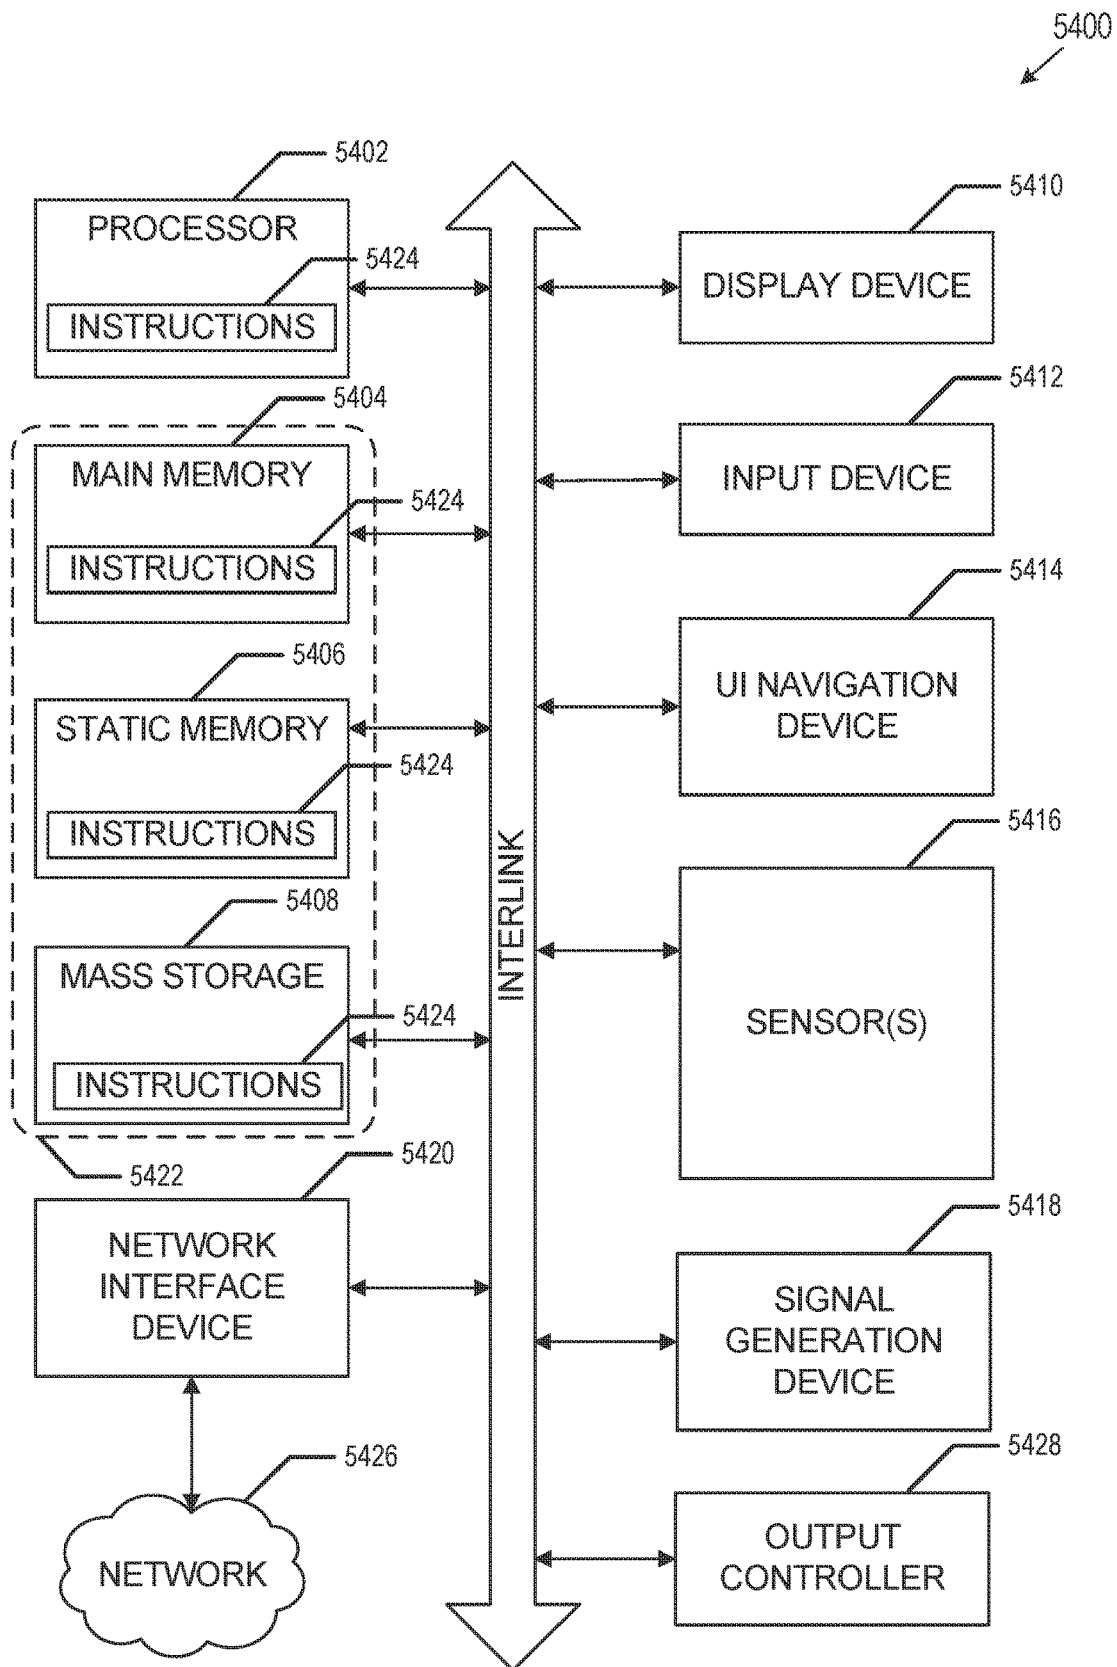 5400
5402
PROCESSOR
5424
INSTRUCTIONS
5404
MAIN MEMORY
5424
INSTRUCTIONS
5406
STATIC MEMORY
5424
INSTRUCTIONS
5408
MASS STORAGE
5424
INSTRUCTIONS
5422
5420
NETWORK
INTERFACE
DEVICE
5426
NETWORK
INTERLINK
5410
DISPLAY DEVICE
5412
INPUT DEVICE
5414
UI NAVIGATION
DEVICE
5416
SENSOR(S)
5418
SIGNAL
GENERATION
DEVICE
5428
OUTPUT
CONTROLLER